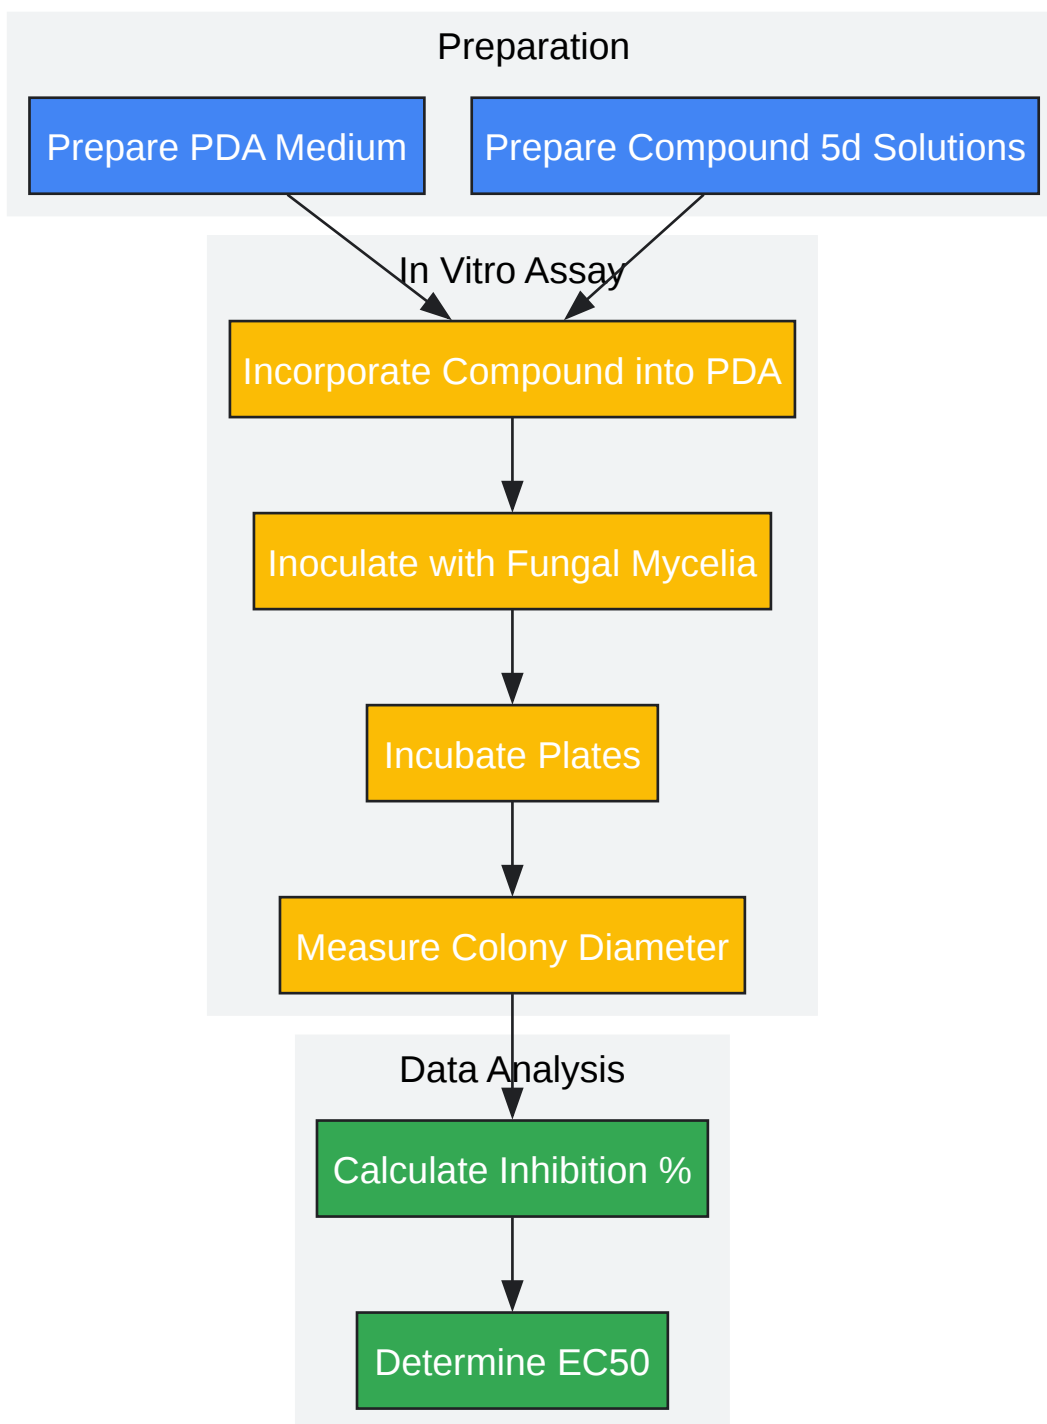 Preparation
Prepare PDA Medium
Prepare Compound 5d Solutions
In Vitro Assay
Incorporate Compound into PDA
Inoculate with Fungal Mycelia
Incubate Plates
Measure Colony Diameter
Data Analysis
Calculate Inhibition %
Determine EC50